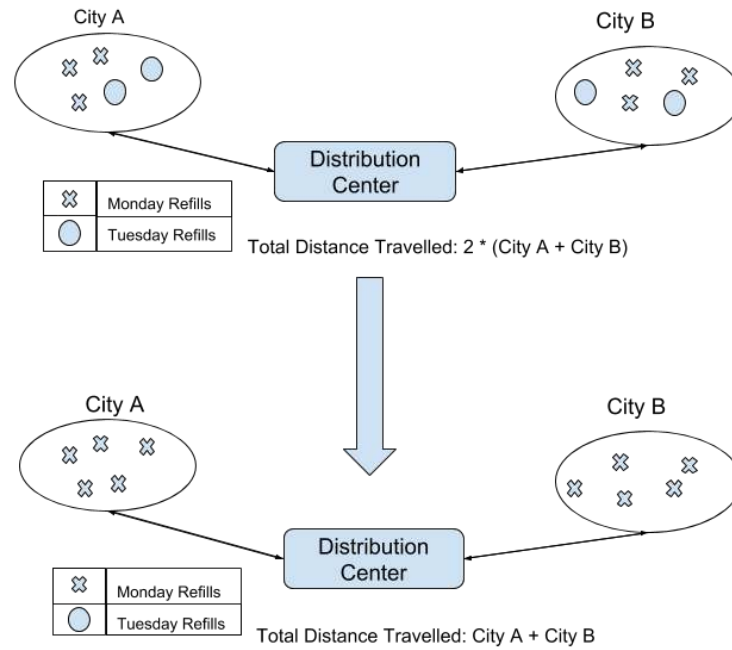 City A
City B
Distribution
Center
Monday Refills
Tuesday Refills
Total Distance Travelled: 2 * (City A + City B)
City A
City B
Distribution
Center
Monday Refills
Tuesday Refills
Total Distance Travelled: City A + City B